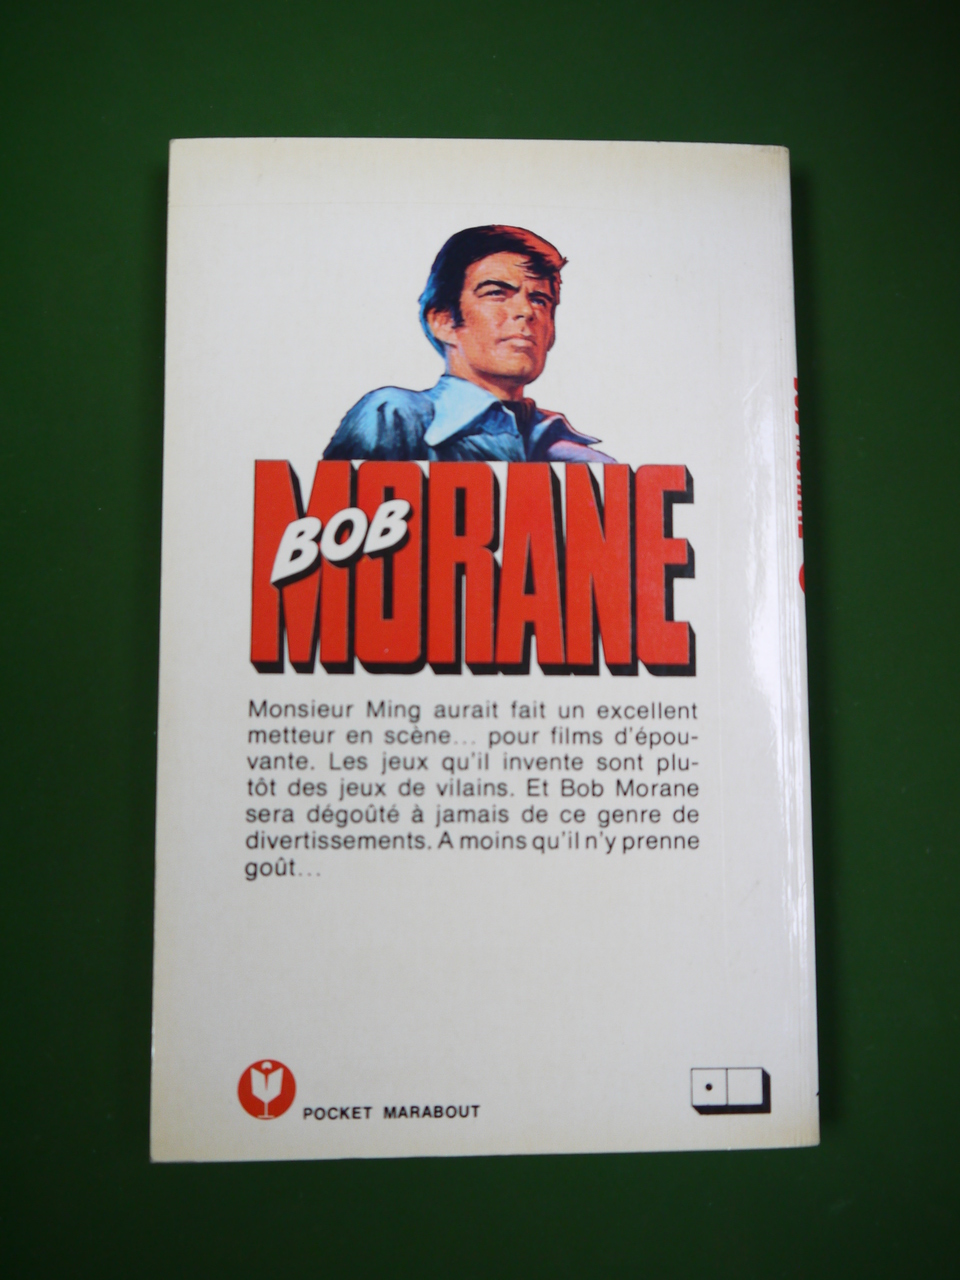 BOB
MORANE
Monsieur Ming aurait fait un excellent
metteur en scène... pour films d'épou-
vante. Les jeux qu'il invente sont plu-
tôt des jeux de vilains. Et Bob Morane
sera dégoûté à jamais de ce genre de
divertissements. A moins qu'il n'y prenne
goût...
POCKET MARABOUT